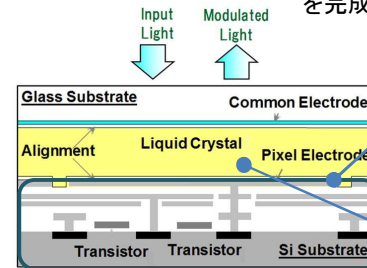 を完成
Input
Light
Modulated
Light
Glass Substrate
Common Electrode
Alignment
Liquid Crystal
Pixel Electrode
Transistor
Transistor
Si Substrate